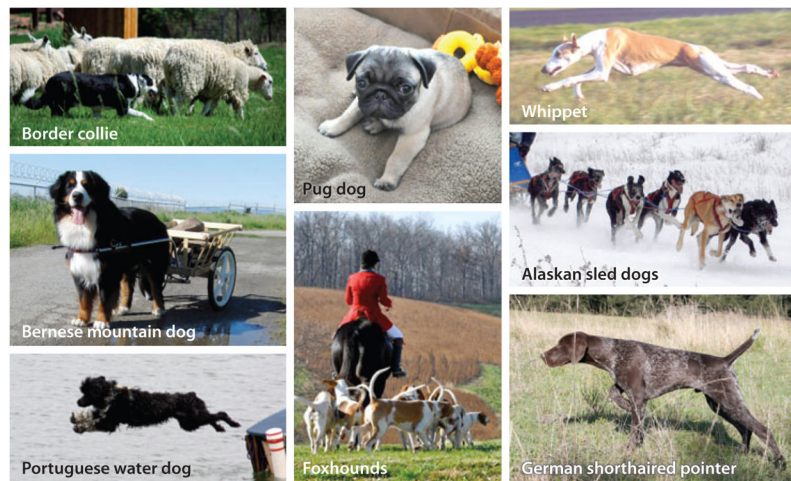 Border collie
Pug dog
Whippet
Bernese mountain dog
Alaskan sled dogs
Portuguese water dog
Foxhounds
German shorthaired pointer